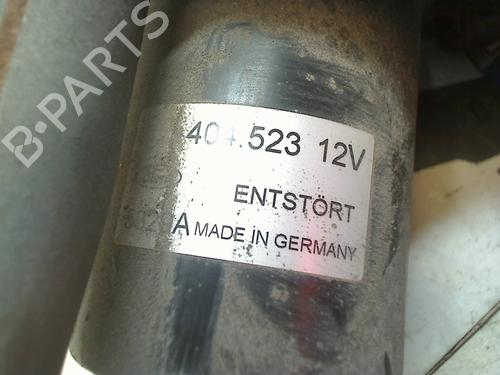 B-PARTS
404.523 12V
ENTSTÖRT
A MADE IN GERMANY